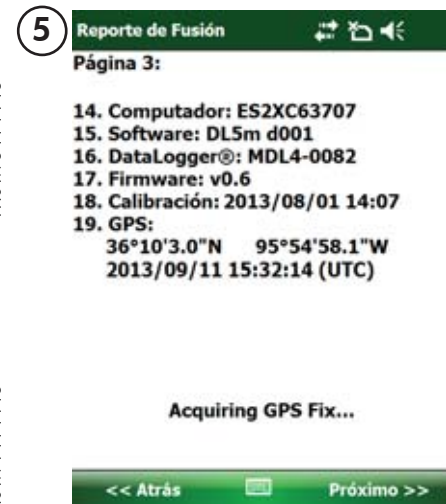 5
Reporte de Fusión
Página 3:
14. Computador: ES2XC63707
15. Software: DL5m d001
16. DataLogger®: MDL4-0082
17. Firmware: v0.6
18. Calibración: 2013/08/01 14:07
19. GPS:
36°10'3.0"N 95°54'58.1"W
2013/09/11 15:32:14 (UTC)
Acquiring GPS Fix...
<< Atrás Próximo >>